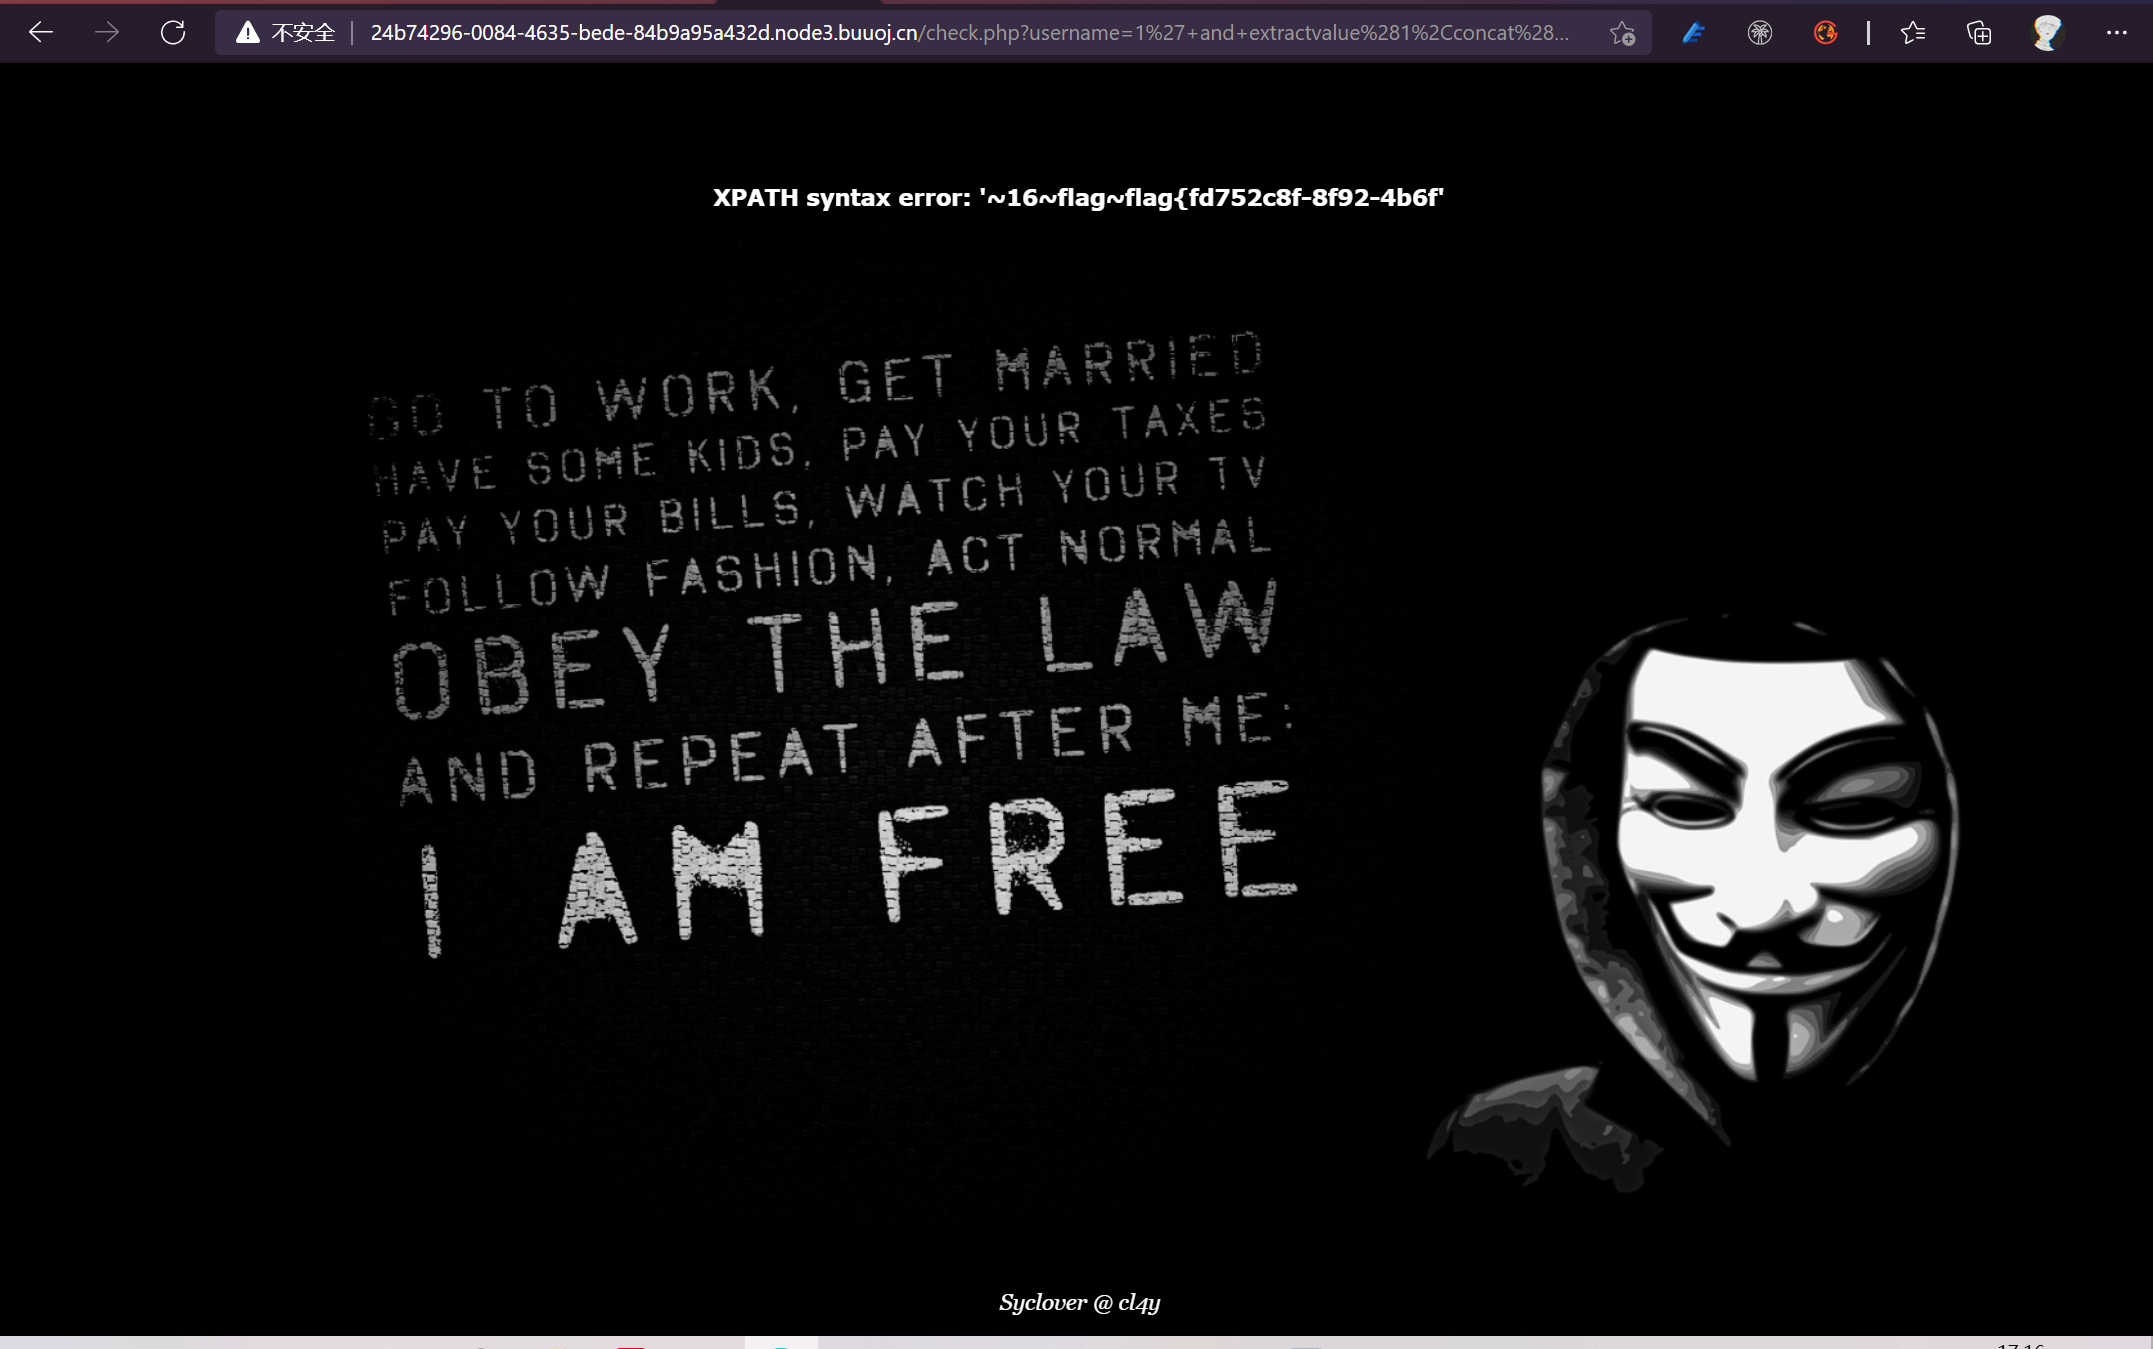 不安全 | 24b74296-0084-4635-bede-84b9a95a432d.node3.buuoj.cn/check.php?username=1%27+and+extractvalue%281%2Cconcat%28...
XPATH syntax error: '~16~flag~flag{fd752c8f-8f92-4b6f'
GO TO WORK, GET MARRIED
HAVE SOME KIDS, PAY YOUR TAXES
PAY YOUR BILLS, WATCH YOUR TV
FOLLOW FASHION, ACT NORMAL
OBEY THE LAW
AND REPEAT AFTER ME:
I AM FREE
Syclover @ cl4y